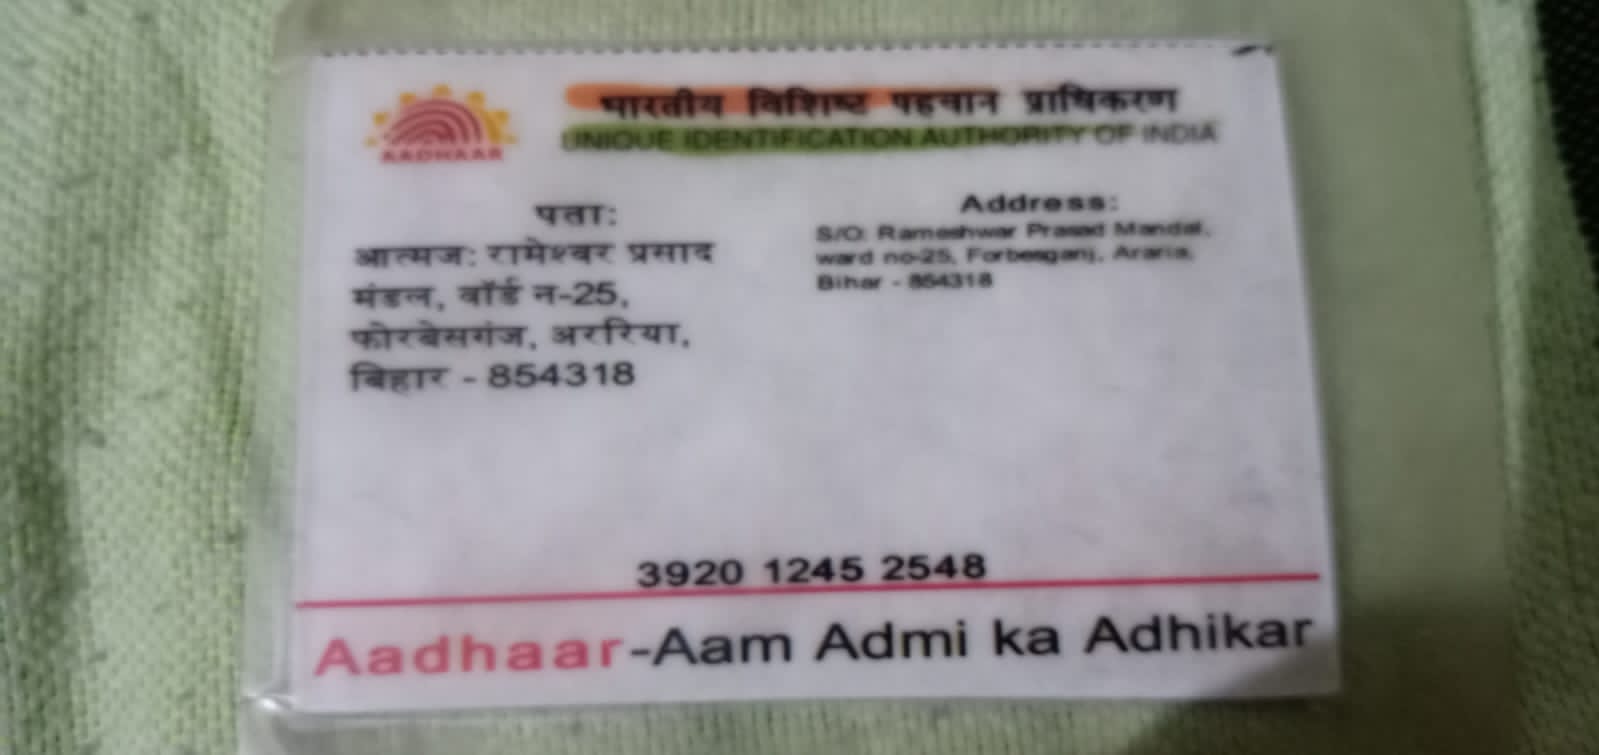 AADHAAR
भारतीय विशिष्ट पहचान प्राधिकरण
UNIQUE IDENTIFICATION AUTHORITY OF INDIA
पता:
आत्मज: रामेश्वर प्रसाद
मंडल, वॉर्ड न-25,
फोरबेसगंज, अररिया,
बिहार - 854318
Address:
S/O: Rameshwar Prasad Mandal,
ward no-25, Forbesganj, Araria,
Bihar - 854318
3920 1245 2548
Aadhaar-Aam Admi ka Adhikar